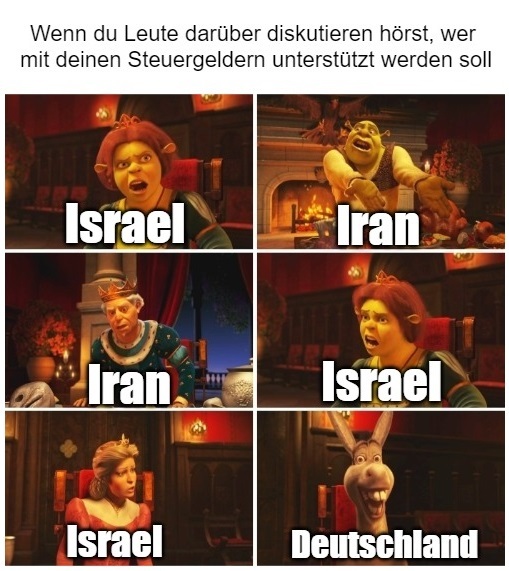 Wenn du Leute darüber diskutieren hörst, wer
mit deinen Steuergeldern unterstützt werden soll
Israel
Iran
Iran
Israel
Israel
Deutschland